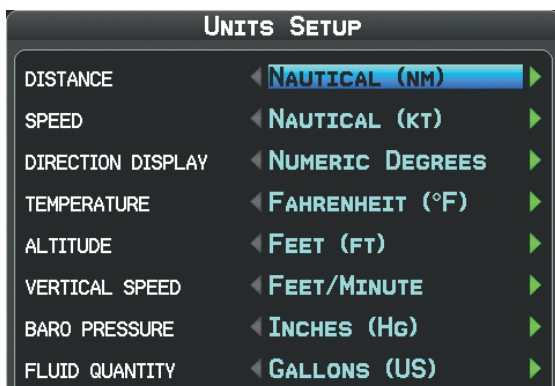 Units Setup
DISTANCE Nautical (nm)
SPEED Nautical (kt)
DIRECTION DISPLAY Numeric Degrees
TEMPERATURE Fahrenheit (°F)
ALTITUDE Feet (ft)
VERTICAL SPEED Feet/Minute
BARO PRESSURE Inches (Hg)
FLUID QUANTITY Gallons (US)